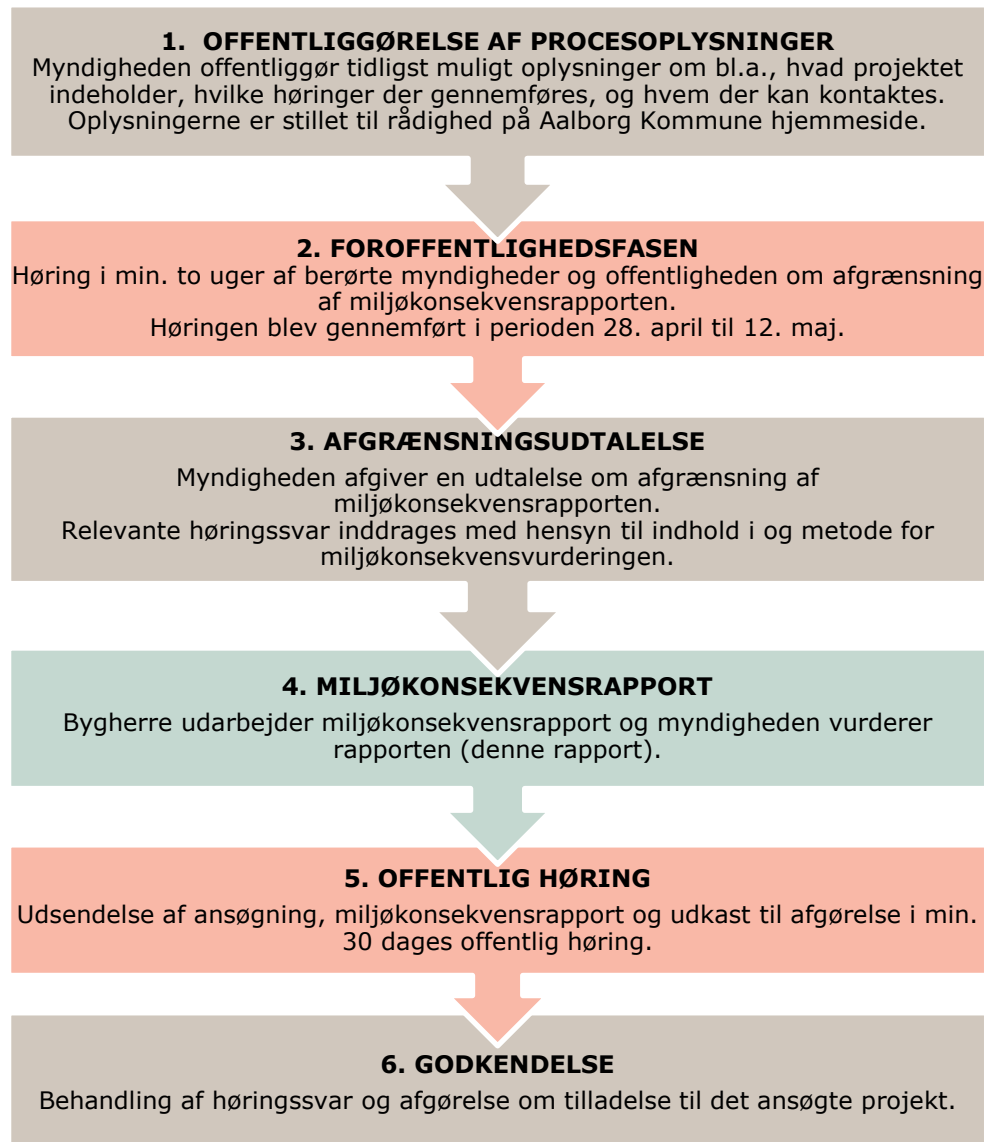 1. OFFENTLIGGØRELSE AF PROCESOPLYSNINGER
Myndigheden offentliggør tidligst muligt oplysninger om bl.a., hvad projektet
indeholder, hvilke høringer der gennemføres, og hvem der kan kontaktes.
Oplysningerne er stillet til rådighed på Aalborg Kommune hjemmeside.
2. FOROFFENTLIGHEDSFASEN
Høring i min. to uger af berørte myndigheder og offentligheden om afgrænsning
af miljøkonsekvensrapporten.
Høringen blev gennemført i perioden 28. april til 12. maj.
3. AFGRÆNSNINGSUDTALELSE
Myndigheden afgiver en udtalelse om afgrænsning af
miljøkonsekvensrapporten.
Relevante høringssvar inddrages med hensyn til indhold i og metode for
miljøkonsekvensvurderingen.
4. MILJØKONSEKVENSRAPPORT
Bygherre udarbejder miljøkonsekvensrapport og myndigheden vurderer
rapporten (denne rapport).
5. OFFENTLIG HØRING
Udsendelse af ansøgning, miljøkonsekvensrapport og udkast til afgørelse i min.
30 dages offentlig høring.
6. GODKENDELSE
Behandling af høringssvar og afgørelse om tilladelse til det ansøgte projekt.